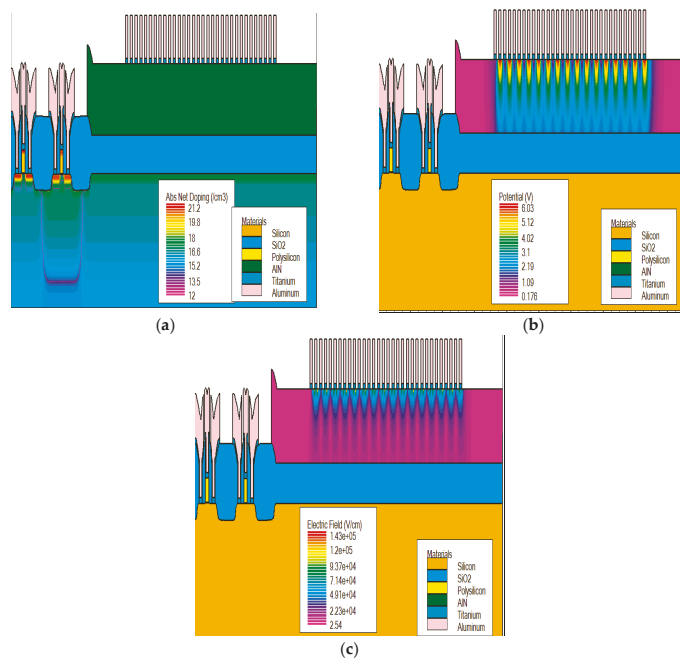 Abs Net Doping (/cm3)
21.2
19.8
18
16.6
15.2
13.5
12
Materials
Silicon
SiO2
Polysilicon
AlN
Titanium
Aluminum
(a)
Potential (V)
6.03
5.12
4.02
3.1
2.19
1.09
0.176
Materials
Silicon
SiO2
Polysilicon
AlN
Titanium
Aluminum
(b)
Electric Field (V/cm)
1.43e+05
1.2e+05
9.37e+04
7.14e+04
4.91e+04
2.23e+04
2.54
Materials
Silicon
SiO2
Polysilicon
AlN
Titanium
Aluminum
(c)